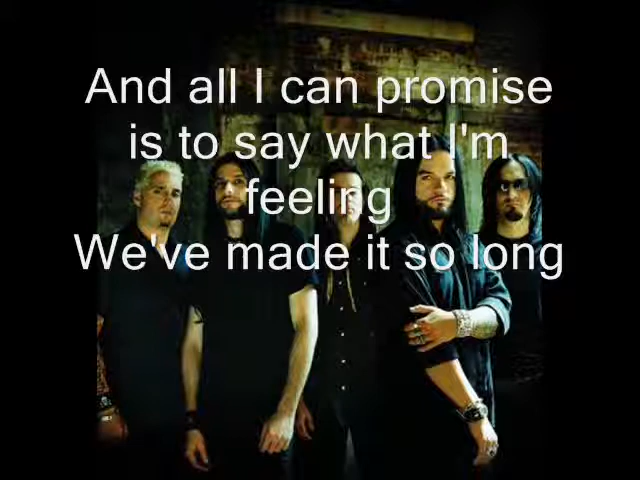 And all I can promise
is to say what I'm
feeling
We've made it so long